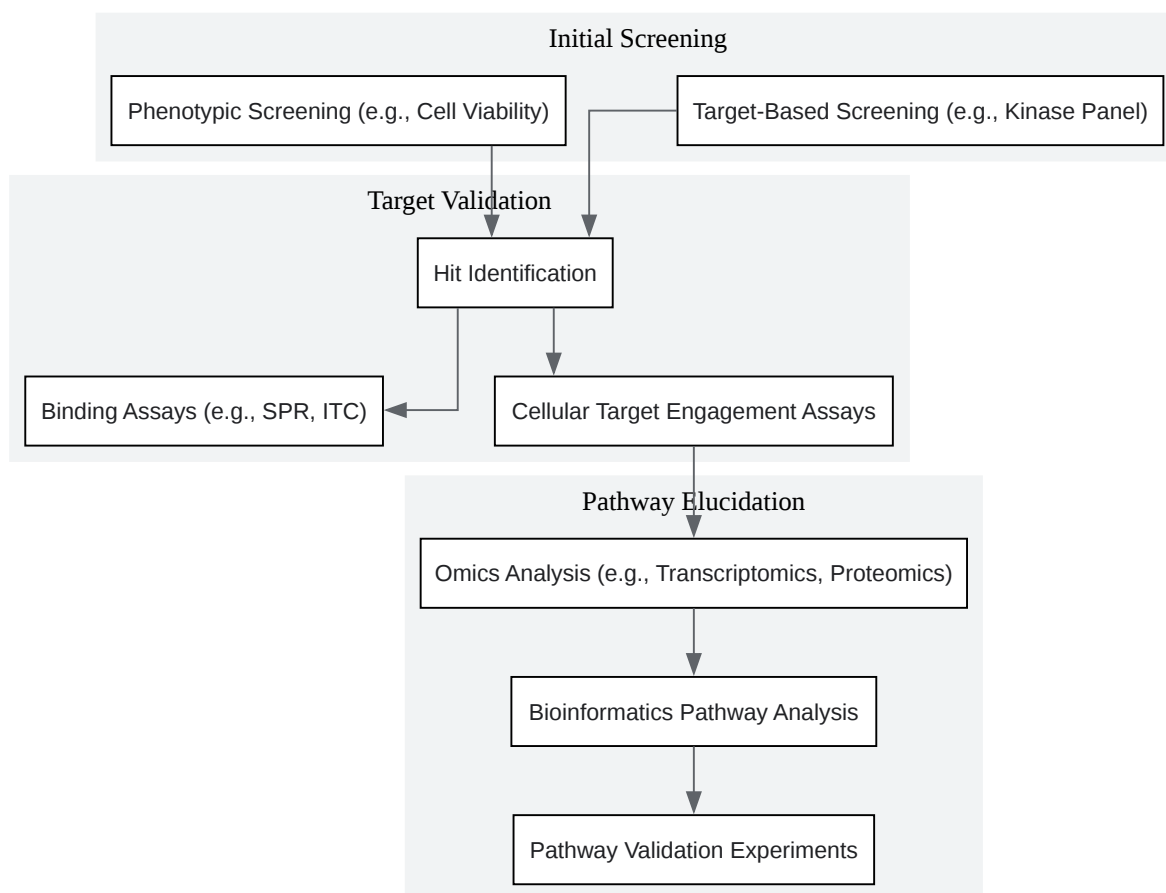 Initial Screening
Phenotypic Screening (e.g., Cell Viability)
Target-Based Screening (e.g., Kinase Panel)
Target Validation
Hit Identification
Binding Assays (e.g., SPR, ITC)
Cellular Target Engagement Assays
Pathway Elucidation
Omics Analysis (e.g., Transcriptomics, Proteomics)
Bioinformatics Pathway Analysis
Pathway Validation Experiments